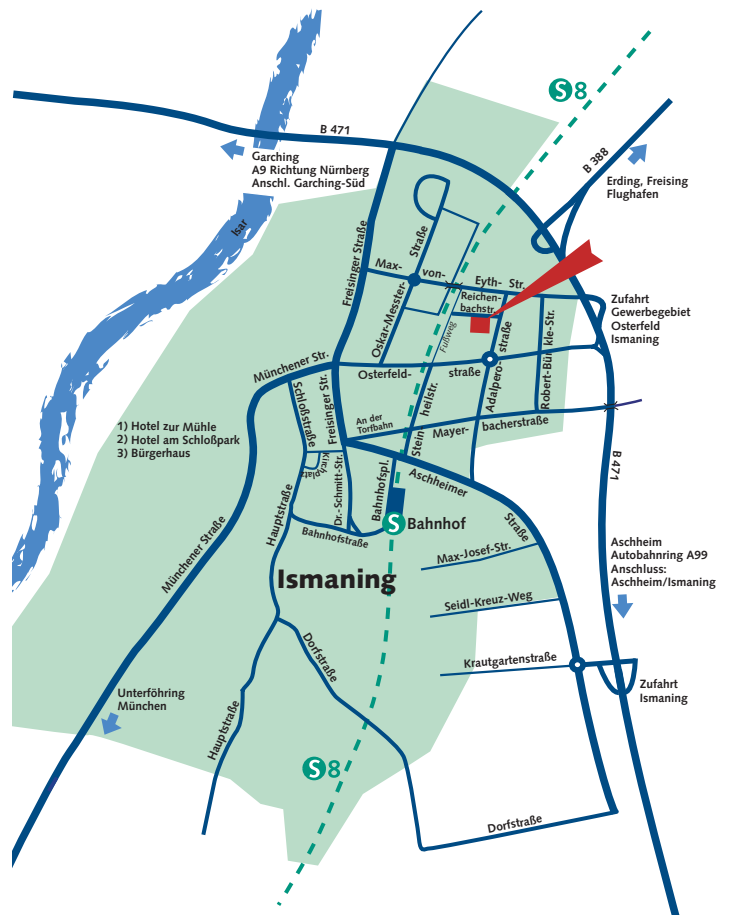 S8
B 471
Garching
A9 Richtung Nürnberg
Anschl. Garching-Süd
B 388
Erding, Freising
Flughafen
Isar
Freisinger Straße
Oskar-Messter-
Straße
Max-
von-
Eyth-
Str.
Reichen-
bachstr.
Fußweg
Zufahrt
Gewerbegebiet
Osterfeld
Ismaning
Münchener Str.
Osterfeld-
straße
Adalpero-
straße
Robert-Bürkle-Str.
Schloßstraße
Freisinger Str.
An der
Torfbahn
Stein
heilstr.
Mayer-
bacherstraße
1) Hotel zur Mühle
2) Hotel am Schloßpark
3) Bürgerhaus
Kirchplatz
Dr.-Schmitt-Str.
Bahnhofspl.
Aschheimer
Straße
B 471
Hauptstraße
Bahnhofstraße
S Bahnhof
Max-Josef-Str.
Aschheim
Autobahnring A99
Anschluss:
Aschheim/Ismaning
Münchener Straße
Ismaning
Seidl-Kreuz-Weg
Dorfstraße
Krautgartenstraße
Zufahrt
Ismaning
Unterföhring
München
Hauptstraße
S8
Dorfstraße